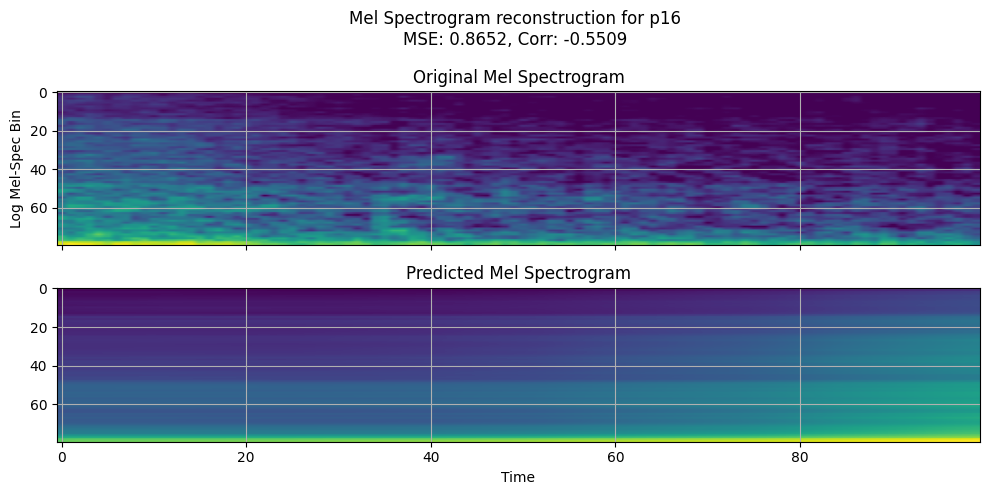 Mel Spectrogram reconstruction for p16
MSE: 0.8652, Corr: -0.5509
Original Mel Spectrogram
Log Mel-Spec Bin
0
20
40
60
Predicted Mel Spectrogram
0
20
40
60
0 20 40 60 80
Time